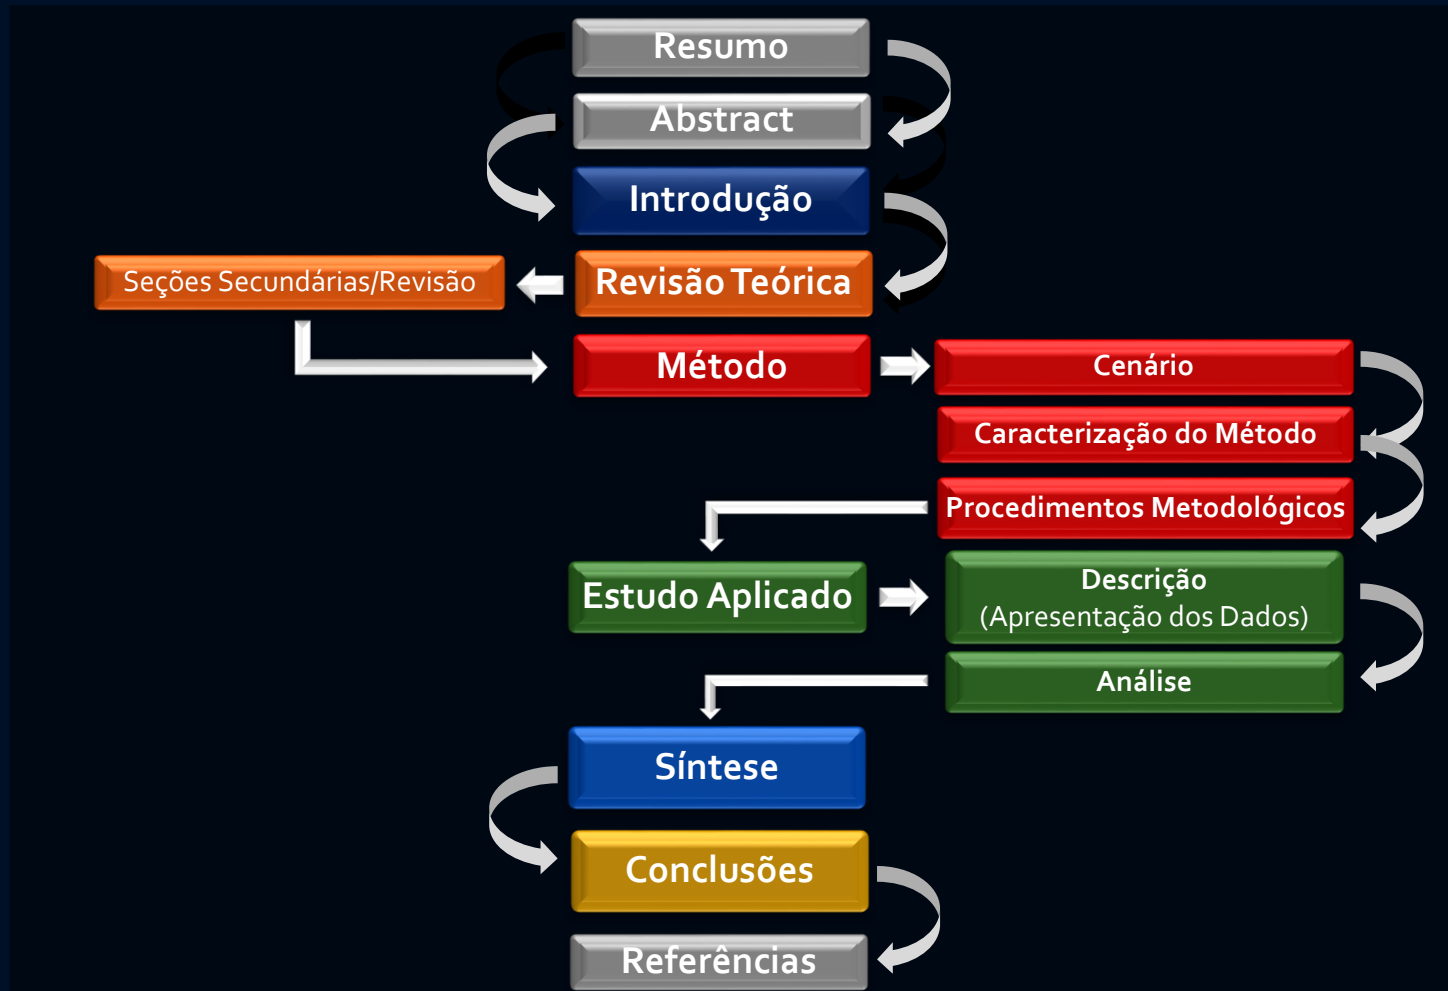 Resumo
Abstract
Introdução
Revisão Teórica
Seções Secundárias/Revisão
Método
Cenário
Caracterização do Método
Procedimentos Metodológicos
Estudo Aplicado
Descrição
(Apresentação dos Dados)
Análise
Síntese
Conclusões
Referências